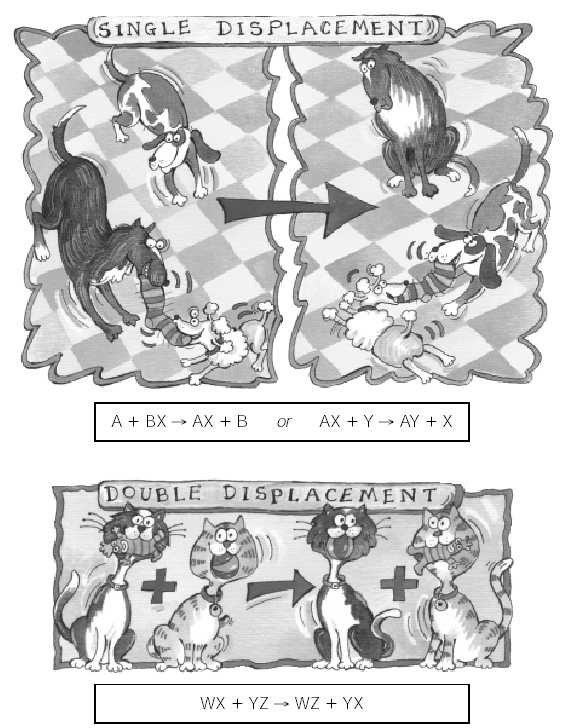 SINGLE DISPLACEMENT
A + BX → AX + B or AX + Y → AY + X
DOUBLE DISPLACEMENT
WX + YZ → WZ + YX